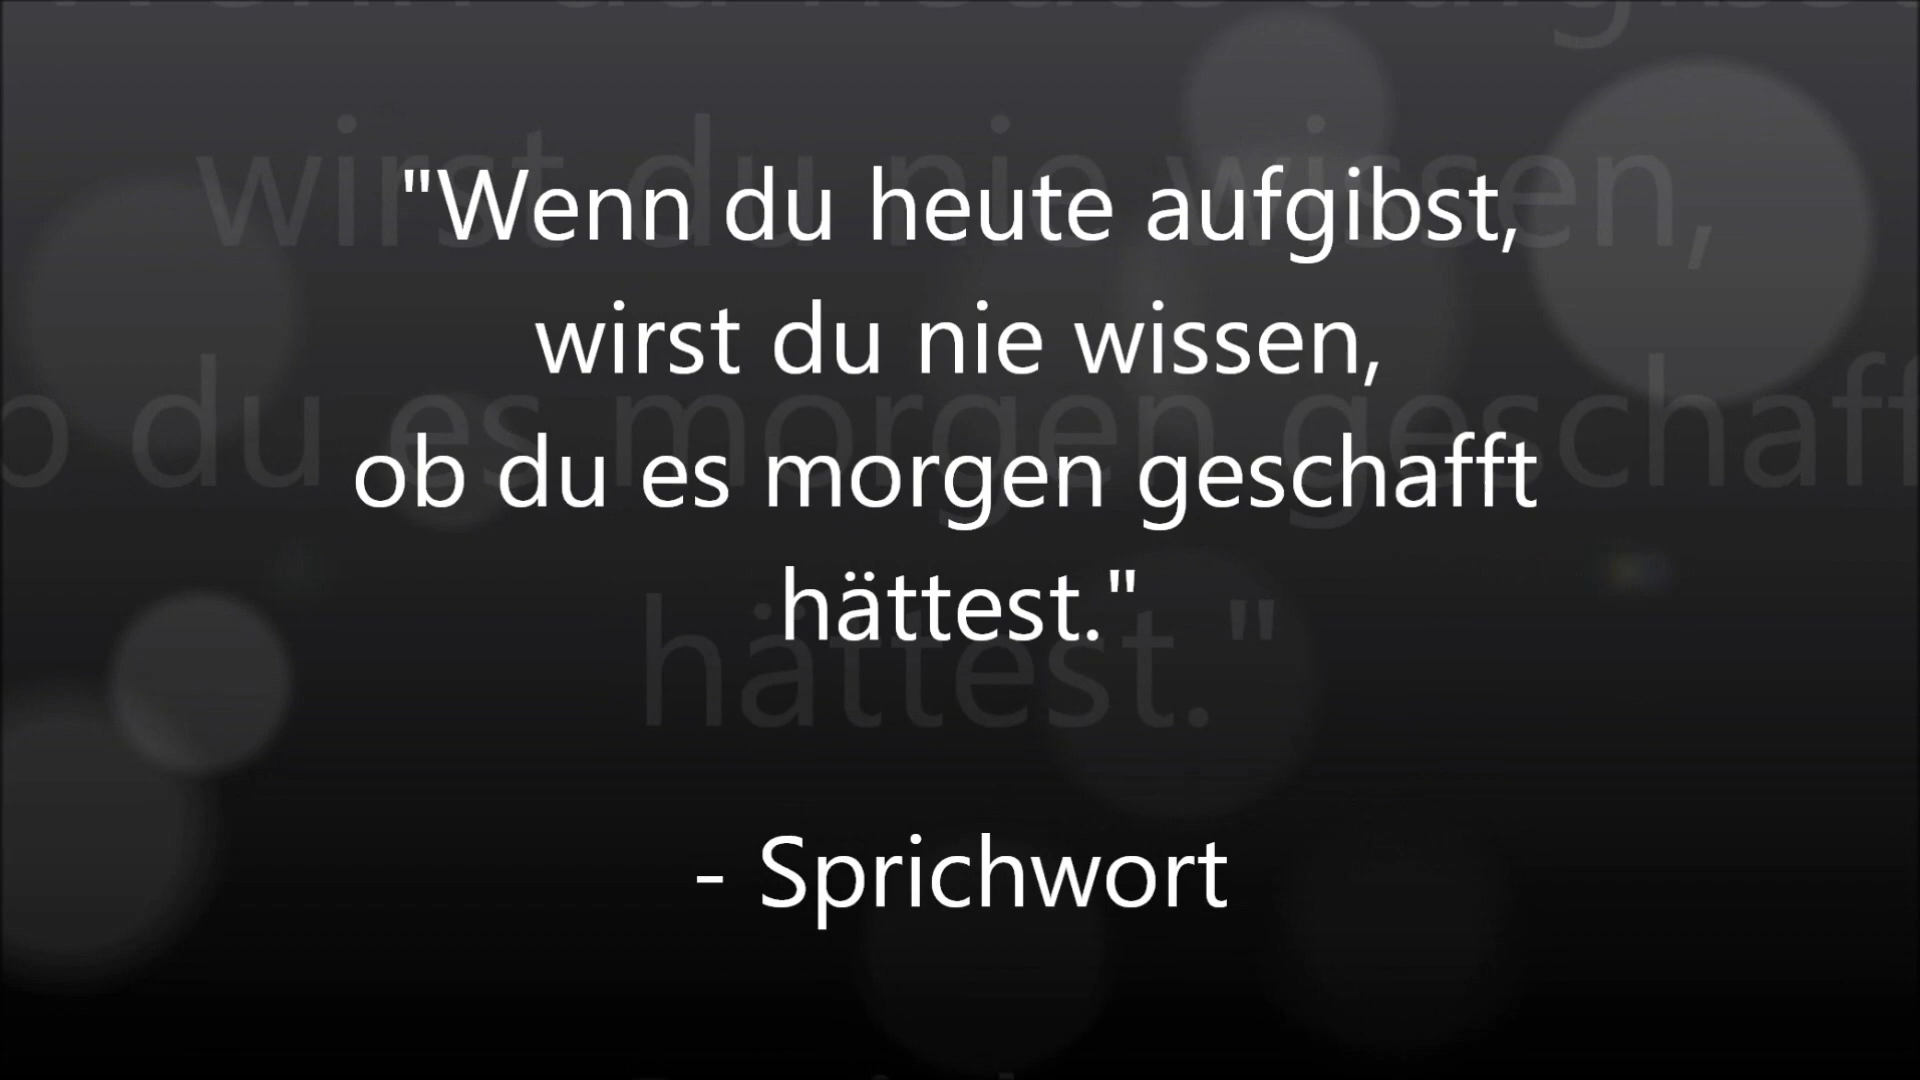 "Wenn du heute aufgibst,
wirst du nie wissen,
ob du es morgen geschafft
hättest."
- Sprichwort